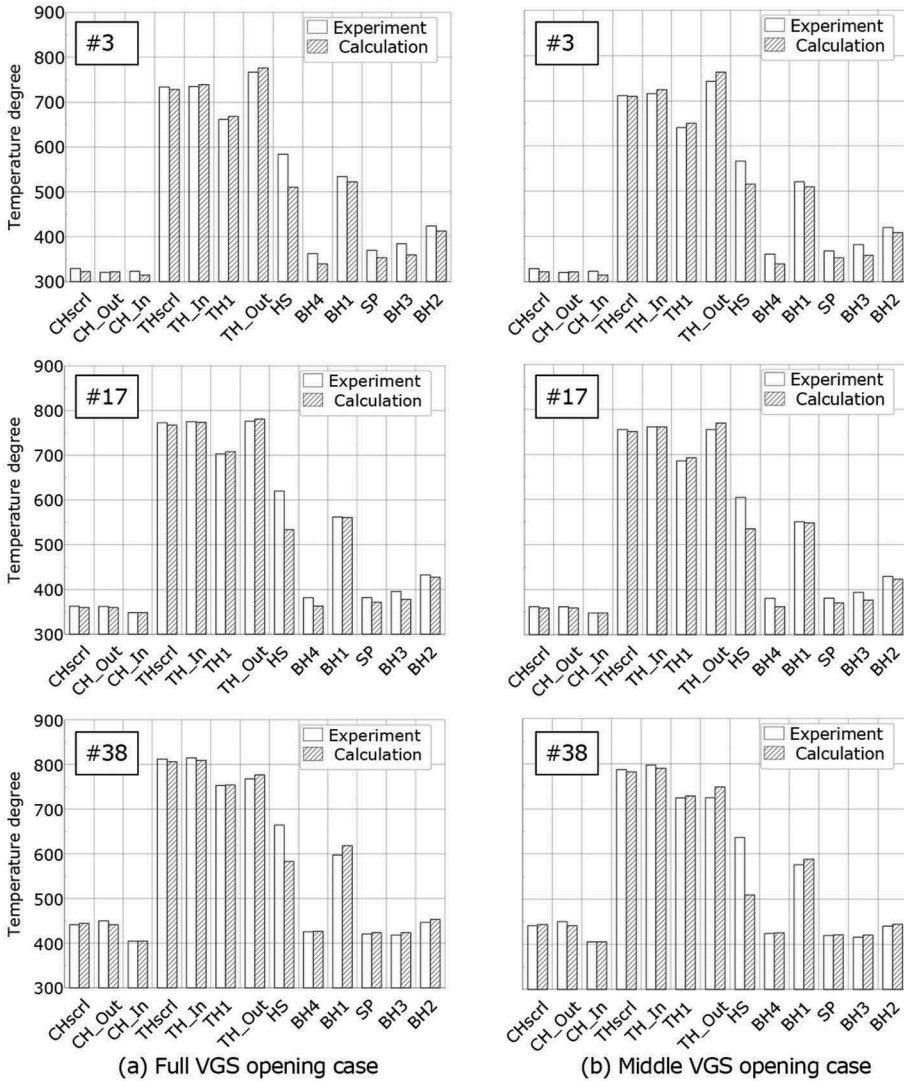 #3
Experiment
Calculation
Temperature degree
900
800
700
600
500
400
300
CHscrl
CH_Out
CH_In
THscrl
TH_In
TH1
TH_Out
HS
BH4
BH1
SP
BH3
BH2
#3
Experiment
Calculation
CHscrl
CH_Out
CH_In
THscrl
TH_In
TH1
TH_Out
HS
BH4
BH1
SP
BH3
BH2
#17
Experiment
Calculation
Temperature degree
900
800
700
600
500
400
300
CHscrl
CH_Out
CH_In
THscrl
TH_In
TH1
TH_Out
HS
BH4
BH1
SP
BH3
BH2
#17
Experiment
Calculation
CHscrl
CH_Out
CH_In
THscrl
TH_In
TH1
TH_Out
HS
BH4
BH1
SP
BH3
BH2
#38
Experiment
Calculation
Temperature degree
900
800
700
600
500
400
300
CHscrl
CH_Out
CH_In
THscrl
TH_In
TH1
TH_Out
HS
BH4
BH1
SP
BH3
BH2
(a) Full VGS opening case
#38
Experiment
Calculation
CHscrl
CH_Out
CH_In
THscrl
TH_In
TH1
TH_Out
HS
BH4
BH1
SP
BH3
BH2
(b) Middle VGS opening case